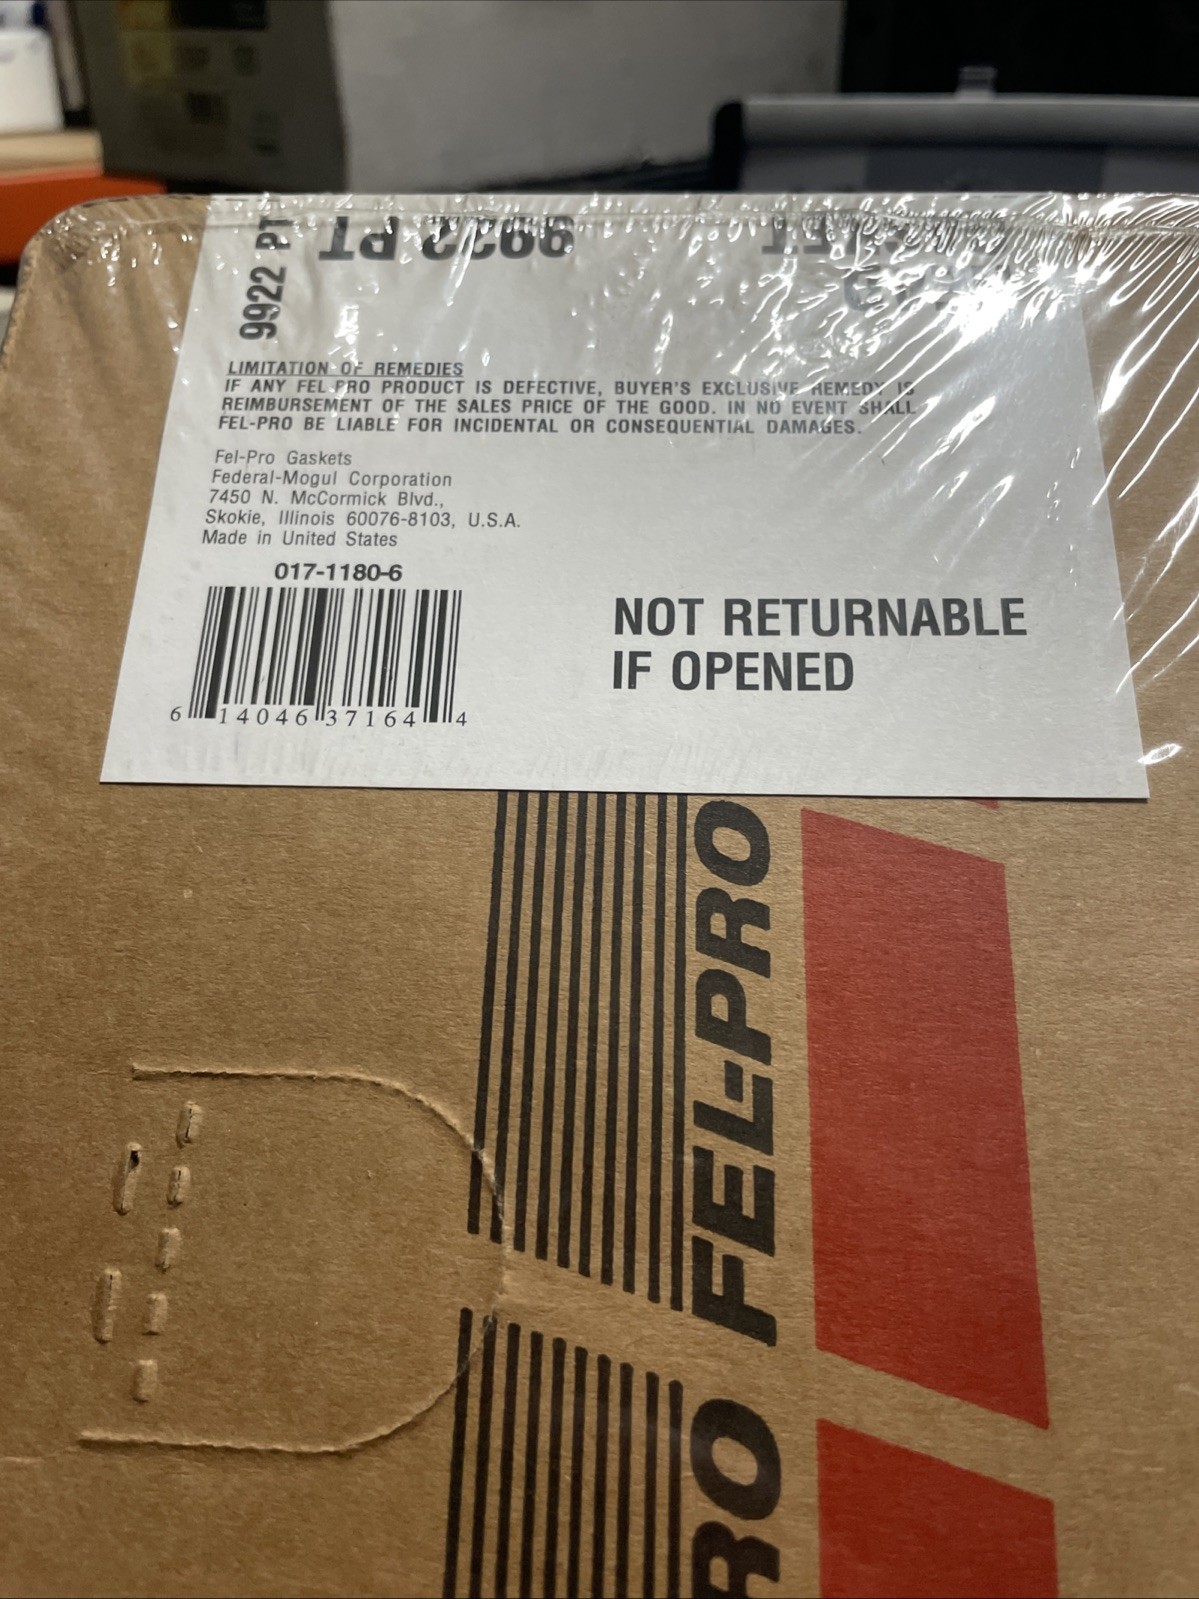 9922 PT
9922 PT
LIMITATION OF REMEDIES
IF ANY FEL-PRO PRODUCT IS DEFECTIVE, BUYER'S EXCLUSIVE REMEDY IS
REIMBURSEMENT OF THE SALES PRICE OF THE GOOD. IN NO EVENT SHALL
FEL-PRO BE LIABLE FOR INCIDENTAL OR CONSEQUENTIAL DAMAGES.
Fel-Pro Gaskets
Federal-Mogul Corporation
7450 N. McCormick Blvd.,
Skokie, Illinois 60076-8103, U.S.A.
Made in United States
017-1180-6
6 14046 37164 4
NOT RETURNABLE
IF OPENED
FEL-PRO
RO